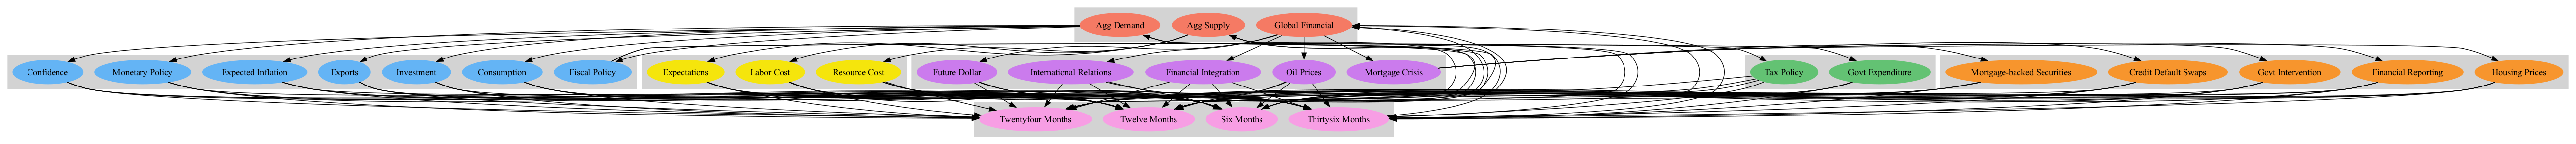 Agg Demand
Agg Supply
Global Financial
Confidence
Monetary Policy
Expected Inflation
Exports
Investment
Consumption
Fiscal Policy
Expectations
Labor Cost
Resource Cost
Future Dollar
International Relations
Financial Integration
Oil Prices
Mortgage Crisis
Tax Policy
Govt Expenditure
Mortgage-backed Securities
Credit Default Swaps
Govt Intervention
Financial Reporting
Housing Prices
Twentyfour Months
Twelve Months
Six Months
Thirtysix Months